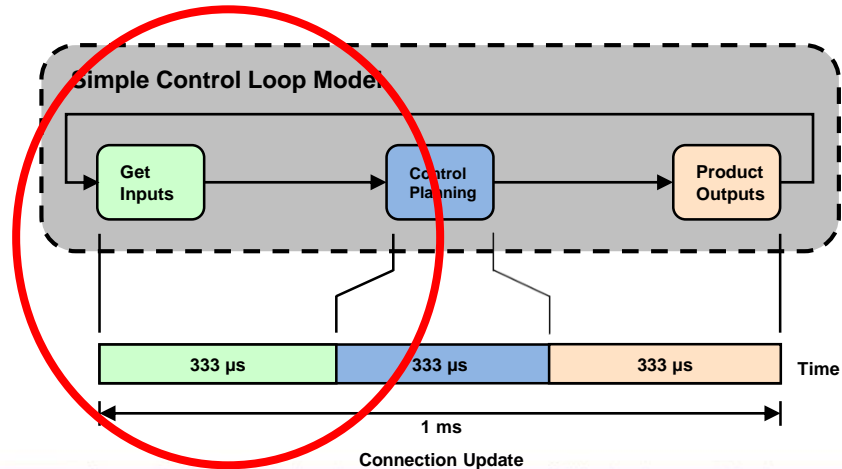 Simple Control Loop Model
Get
Inputs
Control
Planning
Product
Outputs
333 µs
333 µs
333 µs
Time
1 ms
Connection Update